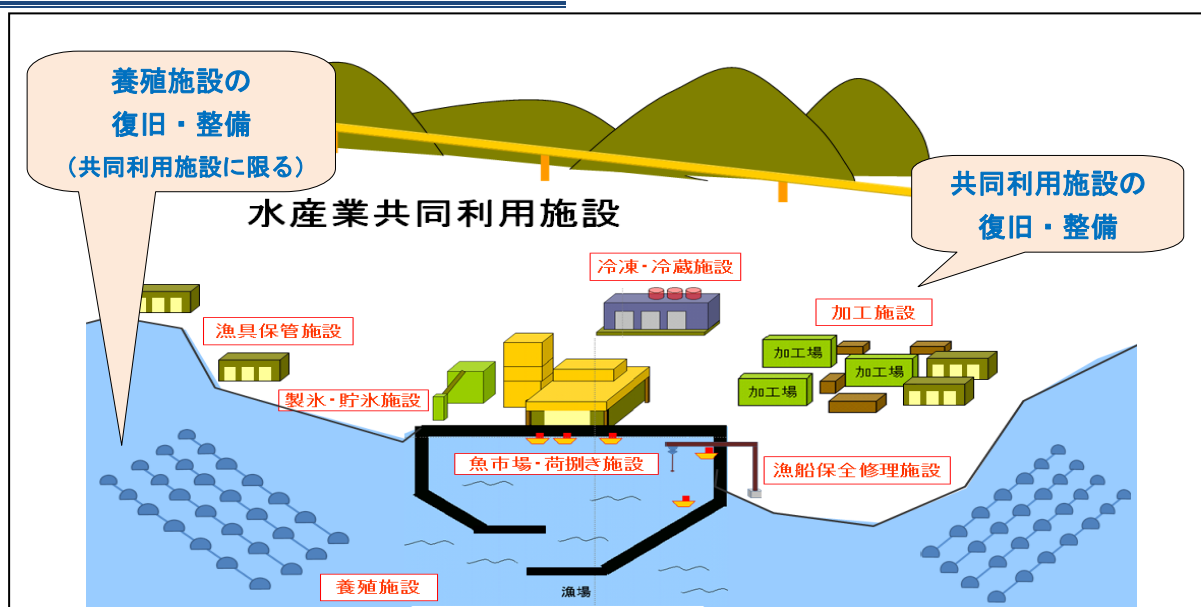 養殖施設の
復旧・整備
(共同利用施設に限る)
共同利用施設の
復旧・整備
水産業共同利用施設
冷凍・冷蔵施設
漁具保管施設
加工施設
加工場
加工場
加工場
製氷・貯氷施設
魚市場・荷捌き施設
漁船保全修理施設
養殖施設
漁場